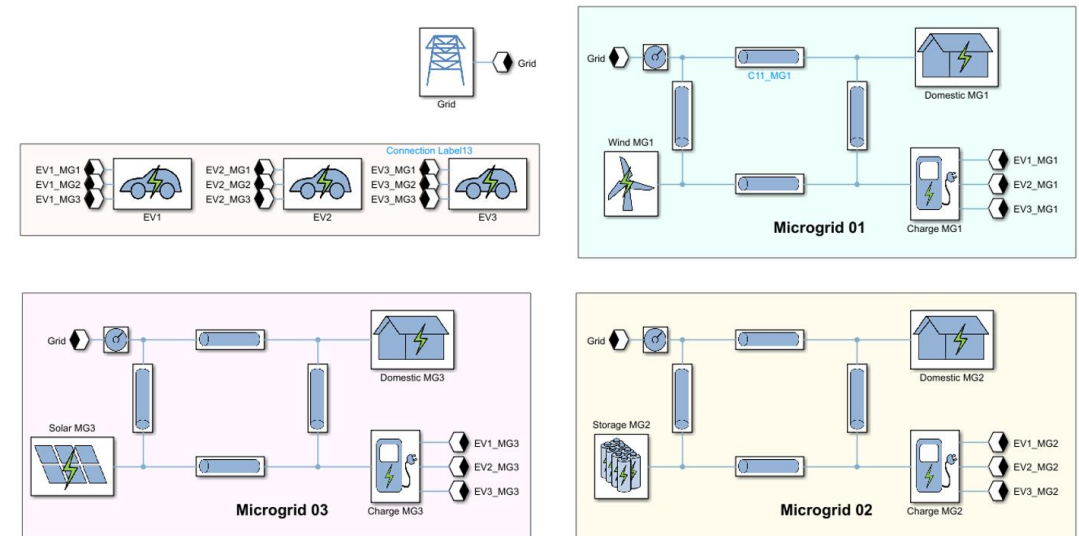 Grid
Grid
Connection Label13
EV1_MG1
EV1_MG2
EV1_MG3
EV1
EV2_MG1
EV2_MG2
EV2_MG3
EV2
EV3_MG1
EV3_MG2
EV3_MG3
EV3
Grid
C11_MG1
Domestic MG1
Wind MG1
EV1_MG1
EV2_MG1
EV3_MG1
Charge MG1
Microgrid 01
Grid
Domestic MG3
Solar MG3
EV1_MG3
EV2_MG3
EV3_MG3
Charge MG3
Microgrid 03
Grid
Domestic MG2
Storage MG2
EV1_MG2
EV2_MG2
EV3_MG2
Charge MG2
Microgrid 02